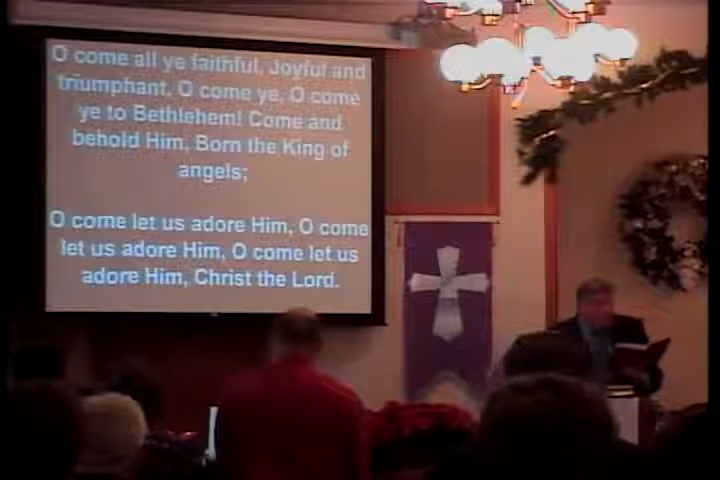 O come all ye faithful, Joyful and
triumphant, O come ye, O come
ye to Bethlehem! Come and
behold Him, Born the King of
angels;
O come let us adore Him, O come
let us adore Him, O come let us
adore Him, Christ the Lord.